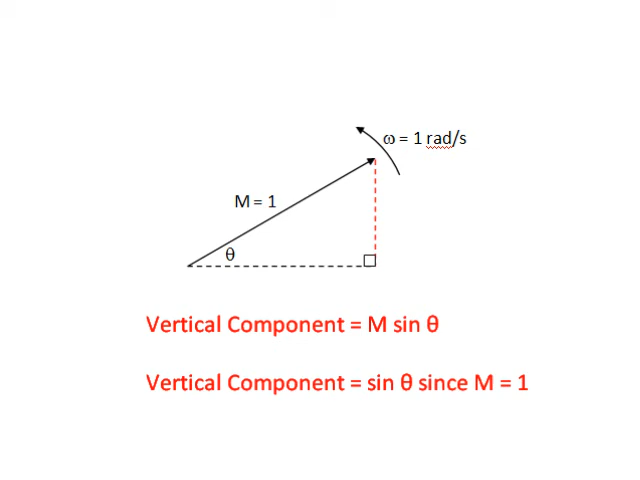 ω = 1 rad/s
M = 1
θ
Vertical Component = M sin θ
Vertical Component = sin θ since M = 1